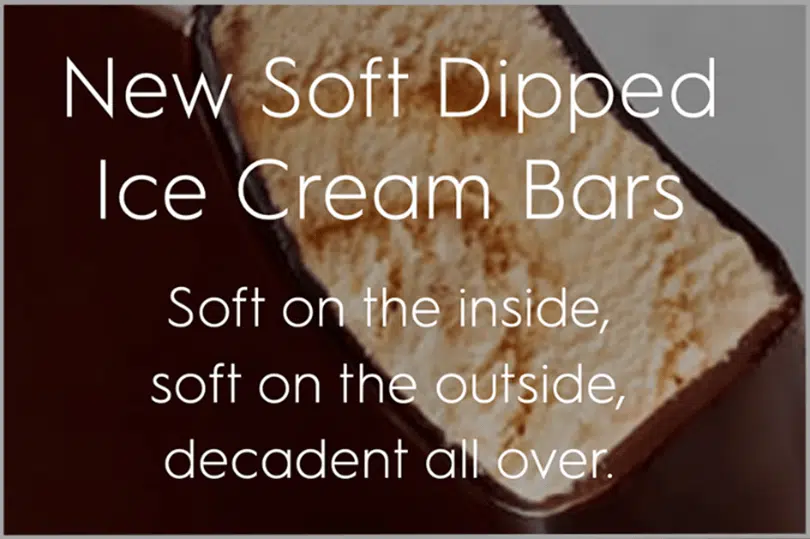 New Soft Dipped
Ice Cream Bars
Soft on the inside,
soft on the outside,
decadent all over.